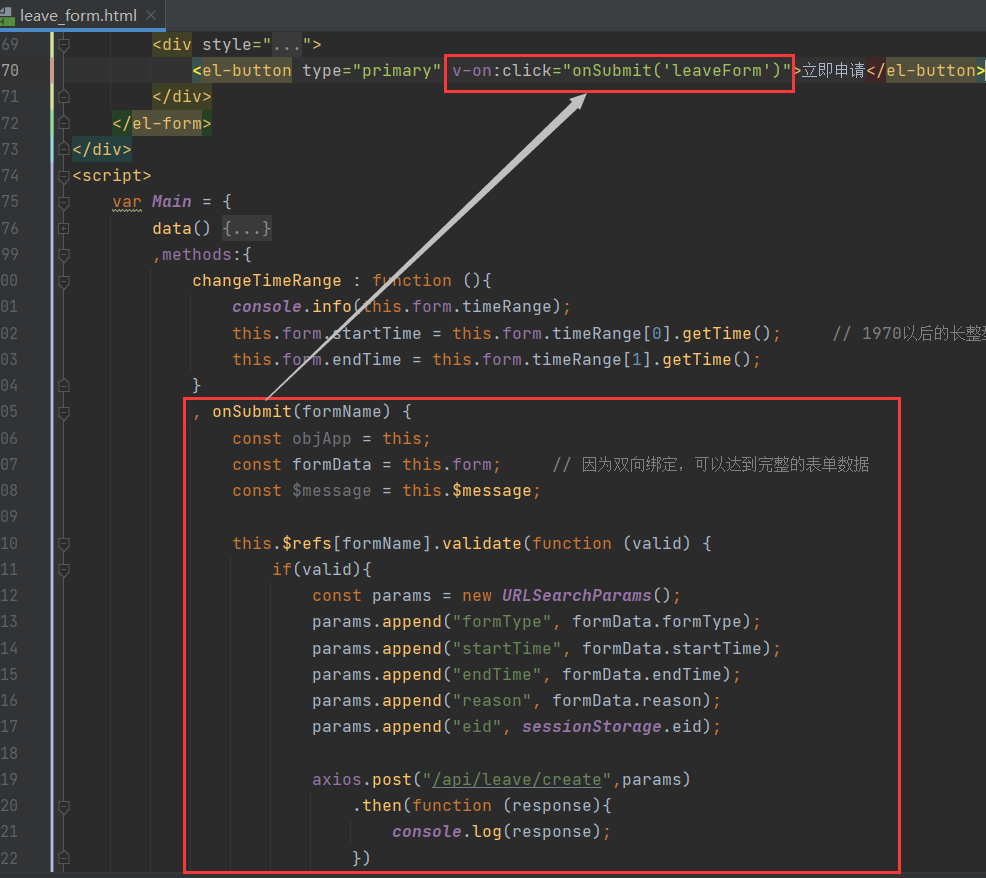 leave_form.html
69 <div style="...">
70 <el-button type="primary" v-on:click="onSubmit('leaveForm')">立即申请</el-button>
71 </div>
72 </el-form>
73 </div>
74 <script>
75 var Main = {
76 data() {...}
99 ,methods:{
00 changeTimeRange : function (){
01 console.info(this.form.timeRange);
02 this.form.startTime = this.form.timeRange[0].getTime(); // 1970以后的长整
03 this.form.endTime = this.form.timeRange[1].getTime();
04 }
05 , onSubmit(formName) {
06 const objApp = this;
07 const formData = this.form; // 因为双向绑定，可以达到完整的表单数据
08 const $message = this.$message;
09
10 this.$refs[formName].validate(function (valid) {
11 if(valid){
12 const params = new URLSearchParams();
13 params.append("formType", formData.formType);
14 params.append("startTime", formData.startTime);
15 params.append("endTime", formData.endTime);
16 params.append("reason", formData.reason);
17 params.append("eid", sessionStorage.eid);
18
19 axios.post("/api/leave/create",params)
20 .then(function (response){
21 console.log(response);
22 })